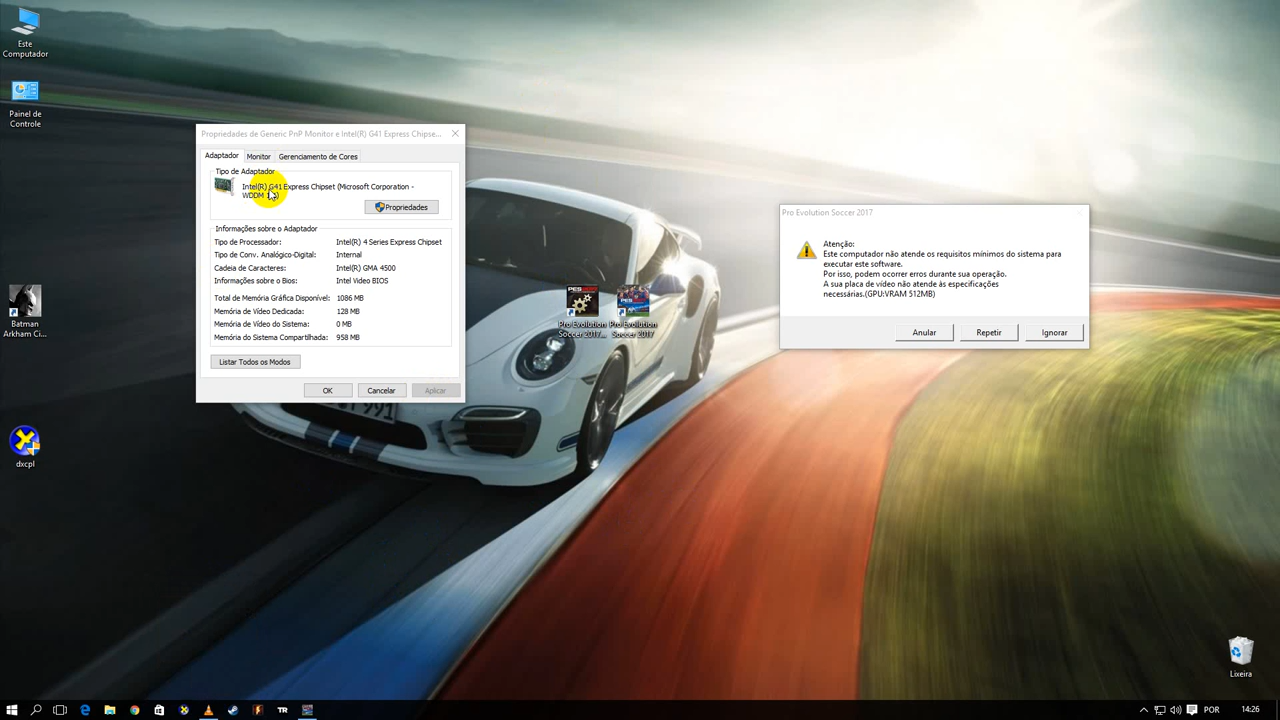 Este
Computador
Painel de
Controle
Batman
Arkham Ci...
dxcpl
Propriedades de Generic PnP Monitor e Intel(R) G41 Express Chipse...
Adaptador
Monitor
Gerenciamento de Cores
Tipo de Adaptador
Intel(R) G41 Express Chipset (Microsoft Corporation -
WDDM
Propriedades
Informações sobre o Adaptador
Tipo de Processador: Intel(R) 4 Series Express Chipset
Tipo de Conv. Analógico-Digital: Internal
Cadeia de Caracteres: Intel(R) GMA 4500
Informações sobre o Bios: Intel Video BIOS
Total de Memória Gráfica Disponível: 1086 MB
Memória de Vídeo Dedicada: 128 MB
Memória de Vídeo do Sistema: 0 MB
Memória do Sistema Compartilhada: 958 MB
Listar Todos os Modos
OK
Cancelar
Aplicar
Pro Evolution
Soccer 2017...
Pro Evolution
Soccer 2017
Pro Evolution Soccer 2017
Atenção:
Este computador não atende os requisitos mínimos do sistema para
executar este software.
Por isso, podem ocorrer erros durante sua operação.
A sua placa de vídeo não atende às especificações
necessárias.(GPU:VRAM 512MB)
Anular
Repetir
Ignorar
Lixeira
TR
POR
14:26